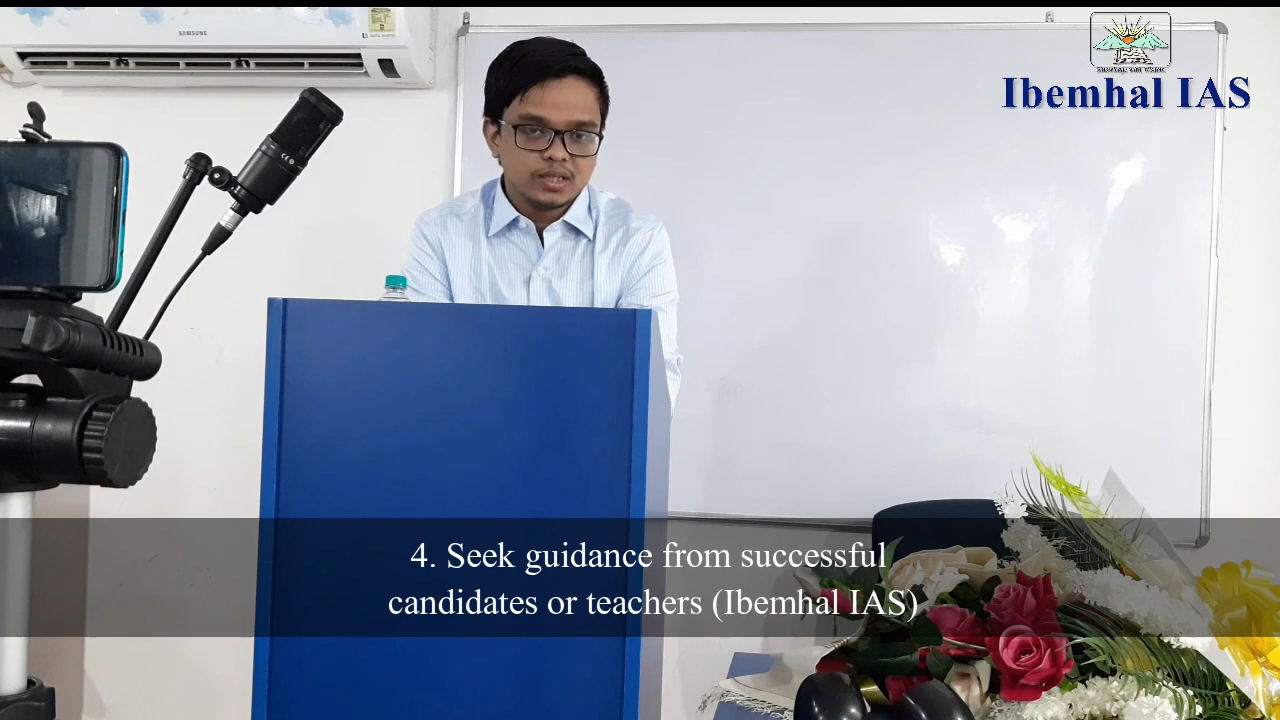 SAMSUNG
Ibemhal IAS
4. Seek guidance from successful
candidates or teachers (Ibemhal IAS)